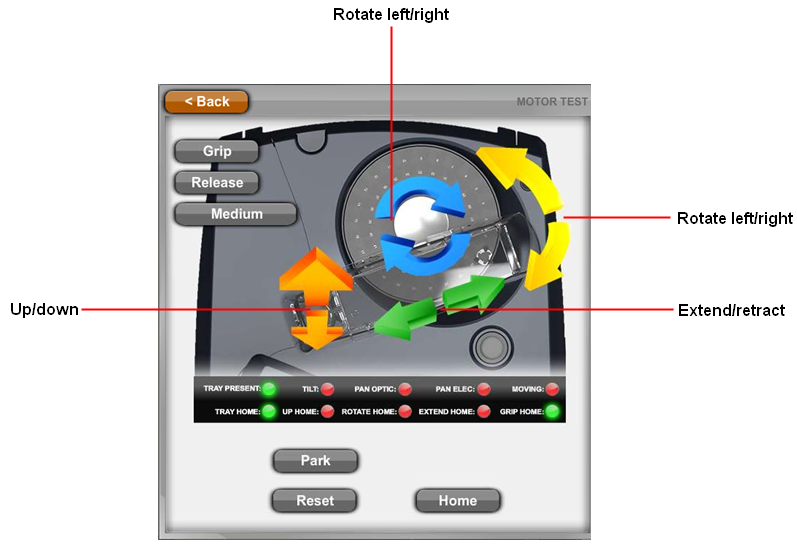 Rotate left/right
< Back
MOTOR TEST
Grip
Release
Medium
Rotate left/right
Up/down
Extend/retract
TRAY PRESENT: TILT: PAN OPTIC: PAN ELEC: MOVING:
TRAY HOME: UP HOME: ROTATE HOME: EXTEND HOME: GRIP HOME:
Park
Reset
Home